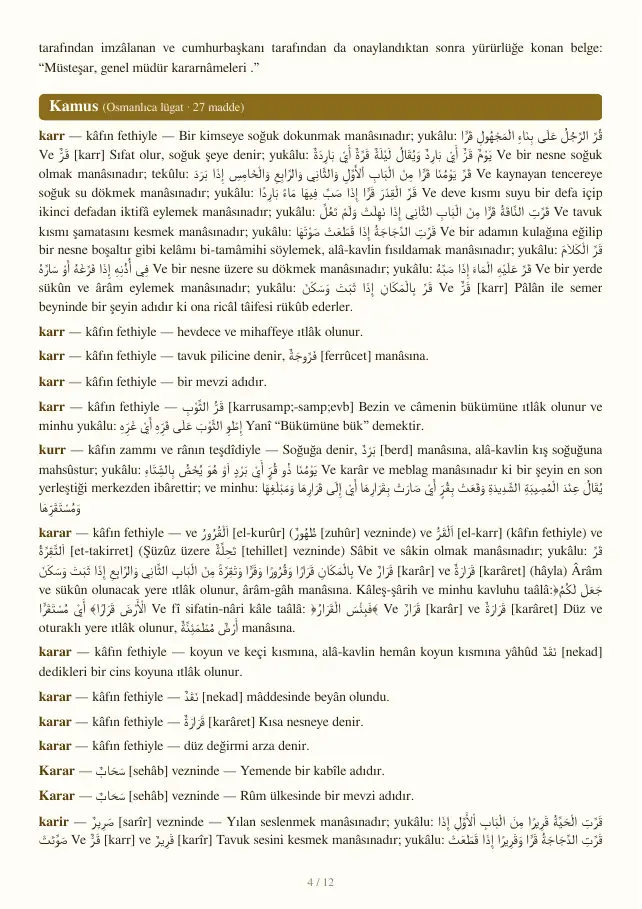 tarafından imzâlanan ve cumhurbaşkanı tarafından da onaylandıktan sonra yürürlüğe konan belge:
“Müsteşar, genel müdür kararnâmeleri .”
Kamus (Osmanlıca lügat · 27 madde)
karr — kâfın fethiyle — Bir kimseye soğuk dokunmak manâsınadır; yukâlu: قُرَّ الرَّجُلُ عَلَى بِنَاءِ الْمَجْهُولِ قَرًّا
Ve قَرٌّ [karr] Sıfat olur, soğuk şeye denir; yukâlu: يَوْمٌ قَرٌّ أَيْ بَارِدٌ وَيُقَالُ لَيْلَةٌ قَرَّةٌ أَيْ بَارِدَةٌ Ve bir nesne soğuk
olmak manâsınadır; tekûlu: قَرَّ يَوْمُنَا قَرًّا مِنَ الْبَابِ اْلأَوَّلِ وَالثَّانِي وَالرَّابِعِ وَالْخَامِسِ إِذَا بَرَدَ Ve kaynayan tencereye
soğuk su dökmek manâsınadır; yukâlu: قَرَّ الْقِدْرَ قَرًّا إِذَا صَبَّ فِيهَا مَاءً بَارِدًا Ve deve kısmı suyu bir defa içip
ikinci defadan iktifâ eylemek manâsınadır; yukâlu: قَرَّتِ النَّاقَةُ قَرًّا مِنَ الْبَابِ الثَّانِي إِذَا نَهِلَتْ وَلَمْ تَعُلَّ Ve tavuk
kısmı şamatasını kesmek manâsınadır; yukâlu: قَرَّتِ الدَّجَاجَةُ إِذَا قَطَعَتْ صَوْتَهَا Ve bir adamın kulağına eğilip
bir nesne boşaltır gibi kelâmı bi-tamâmihi söylemek, alâ-kavlin fısıldamak manâsınadır; yukâlu: قَرَّ الْكَلاَمَ
فِي أُذُنِهِ إِذَا فَرَّغَهُ أَوْ سَارَّهُ Ve bir nesne üzere su dökmek manâsınadır; yukâlu: قَرَّ عَلَيْهِ الْمَاءَ إِذَا صَبَّهُ Ve bir yerde
sükûn ve ârâm eylemek manâsınadır; yukâlu: قَرَّ بِالْمَكَانِ إِذَا ثَبَتَ وَسَكَنَ Ve قَرٌّ [karr] Pâlân ile semer
beyninde bir şeyin adıdır ki ona ricâl tâifesi rükûb ederler.
karr — kâfın fethiyle — hevdece ve mihaffeye ıtlâk olunur.
karr — kâfın fethiyle — tavuk pilicine denir, فَرُّوجَةٌ [ferrûcet] manâsına.
karr — kâfın fethiyle — bir mevzi adıdır.
karr — kâfın fethiyle — قَرُّ الثَّوْبِ [karrusamp;-samp;evb] Bezin ve câmenin bükümüne ıtlâk olunur ve
minhu yukâlu: إِطْوِ الثَّوْبَ عَلَى قَرِّهِ أَيْ غَرِّهِ Yanî “Bükümüne bük” demektir.
kurr — kâfın zammı ve rânın teşdîdiyle — Soğuğa denir, بَرْدٌ [berd] manâsına, alâ-kavlin kış soğuğuna
mahsûstur; yukâlu: يَوْمُنَا ذُو قُرٍّ أَيْ بَرْدٍ أَوْ هُوَ يُخَصُّ بِالشِّتَاءِ Ve karâr ve meblag manâsınadır ki bir şeyin en son
yerleştiği merkezden ibârettir; ve minhu: يُقَالُ عِنْدَ الْمُصِيبَةِ الشَّدِيدَةِ وَقَعَتْ بِقُرٍّ أَيْ صَارَتْ بِقَرَارِهَا أَيْ إِلَى قَرَارِهَا وَمَبْلَغِهَا
وَمُسْتَقَرِّهَا
karar — kâfın fethiyle — ve اَلْقُرُورُ [el-kurûr] (ظُهُورٌ [zuhûr] vezninde) ve اَلْقَرُّ [el-karr] (kâfın fethiyle) ve
اَلتَّقِرَّةُ [et-takirret] (Şüzûz üzere تَحِلَّةٌ [tehillet] vezninde) Sâbit ve sâkin olmak manâsınadır; yukâlu: قَرَّ
بِالْمَكَانِ قَرَارًا وَقُرُورًا وَقَرًّا وَتَقِرَّةً مِنَ الْبَابِ الثَّانِي وَالرَّابِعِ إِذَا ثَبَتَ وَسَكَنَ Ve قَرَارٌ [karâr] ve قَرَارَةٌ [karâret] (hâyla) Ârâm
ve sükûn olunacak yere ıtlâk olunur, ârâm-gâh manâsına. Kâleş-şârih ve minhu kavluhu taâlâ:﴿جَعَلَ لَكُمُ
الْأَرْضَ قَرَارًا﴾ أَيْ مُسْتَقَرًّا Ve fî sifatin-nâri kâle taâlâ: ﴿فَبِئْسَ الْقَرَارُ﴾ Ve قَرَارٌ [karâr] ve قَرَارَةٌ [karâret] Düz ve
oturaklı yere ıtlâk olunur, أَرْضٌ مُطْمَئِنَّةٌ manâsına.
karar — kâfın fethiyle — koyun ve keçi kısmına, alâ-kavlin hemân koyun kısmına yâhûd نَقَدٌ [nekad]
dedikleri bir cins koyuna ıtlâk olunur.
karar — kâfın fethiyle — نَقَدٌ [nekad] mâddesinde beyân olundu.
karar — kâfın fethiyle — قَرَارَةٌ [karâret] Kısa nesneye denir.
karar — kâfın fethiyle — düz değirmi arza denir.
Karar — سَحَابٌ [sehâb] vezninde — Yemende bir kabîle adıdır.
Karar — سَحَابٌ [sehâb] vezninde — Rûm ülkesinde bir mevzi adıdır.
karir — صَرِيرٌ [sarîr] vezninde — Yılan seslenmek manâsınadır; yukâlu: قَرَّتِ الْحَيَّةُ قَرِيرًا مِنَ الْبَابِ اْلأَوَّلِ إِذَا
صَوَّتَتْ Ve قَرٌّ [karr] ve قَرِيرٌ [karîr] Tavuk sesini kesmek manâsınadır; yukâlu: قَرَّتِ الدَّجَاجَةُ قَرًّا وَقَرِيرًا إِذَا قَطَعَتْ
4 / 12